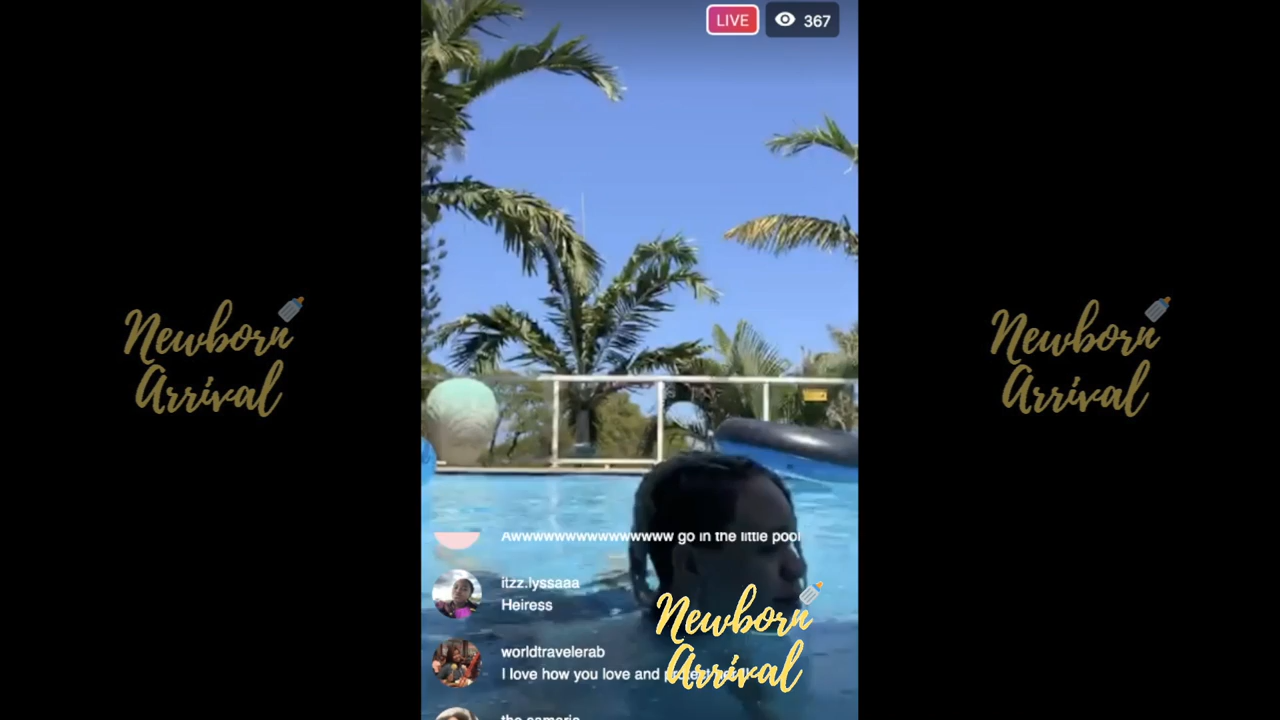 LIVE 367
Newborn
Arrival
Newborn
Arrival
Awwwwwwwwwwwwwwww go in the little pool
itzz.lyssaaa
Heiress
worldtravelerab
I love how you love and
Newborn
Arrival